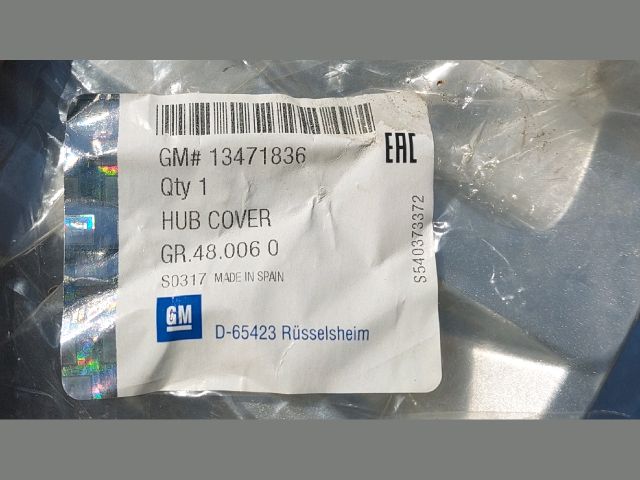 GM# 13471836
Qty 1
HUB COVER
GR.48.006 0
S0317 MADE IN SPAIN
GM
D-65423 Rüsselsheim
EAC
S540373372